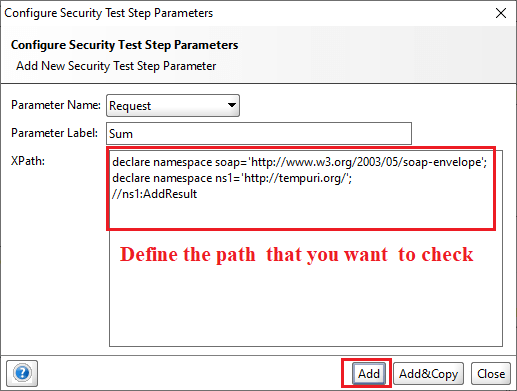 Configure Security Test Step Parameters
Configure Security Test Step Parameters
Add New Security Test Step Parameter
Parameter Name: Request
Parameter Label: Sum
XPath: declare namespace soap='http://www.w3.org/2003/05/soap-envelope';
declare namespace ns1='http://tempuri.org/';
//ns1:AddResult
Define the path that you want to check
? Add Add&Copy Close